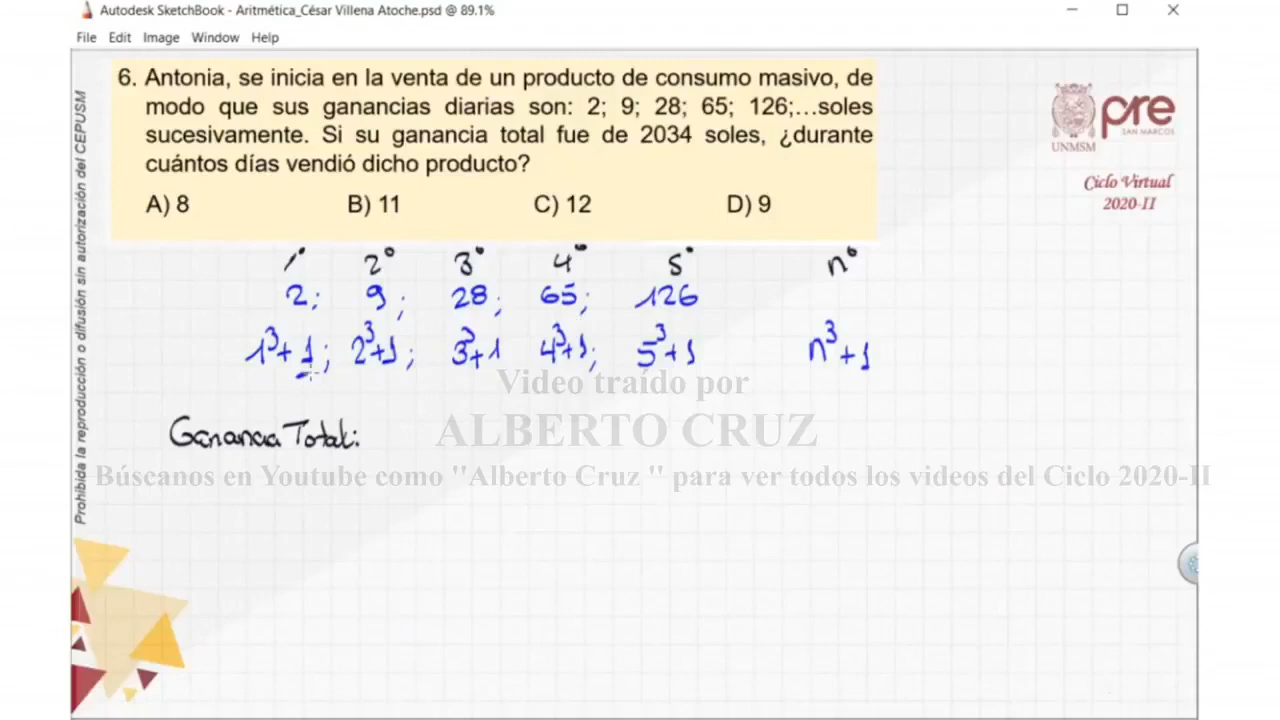 Autodesk SketchBook - Aritmética_César Villena Atoche.psd @ 89.1%
File Edit Image Window Help
6. Antonia, se inicia en la venta de un producto de consumo masivo, de
modo que sus ganancias diarias son: 2; 9; 28; 65; 126;...soles
sucesivamente. Si su ganancia total fue de 2034 soles, ¿durante
cuántos días vendió dicho producto?
A) 8 B) 11 C) 12 D) 9
UNMSM
pre
SAN MARCOS
Ciclo Virtual
2020-II
Prohibida la reproducción o difusión sin autorización del CEPUSM
1° 2° 3° 4° 5° n°
2; 9; 28; 65; 126
1³+1; 2³+1; 3³+1 4³+1; 5³+1 n³+1
Video traído por
Ganancia Total:
ALBERTO CRUZ
Búscanos en Youtube como "Alberto Cruz " para ver todos los videos del Ciclo 2020-II